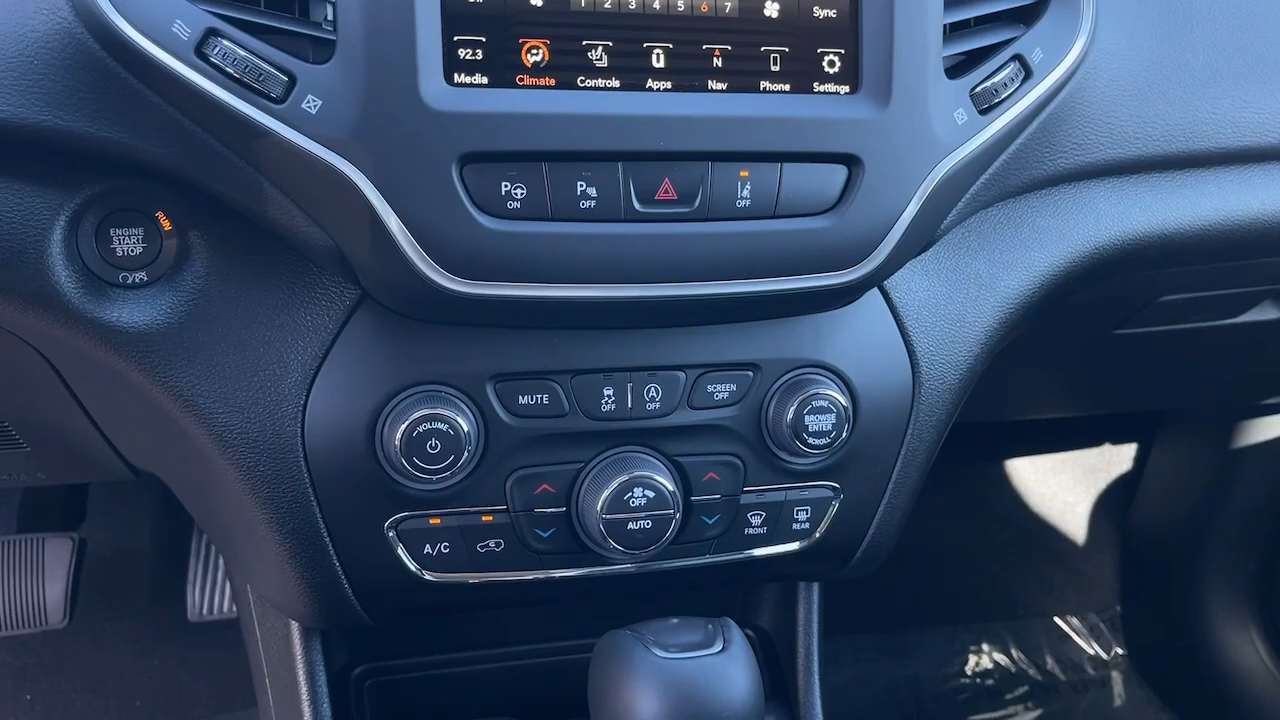 1 2 3 4 5 6 7
Sync
92.3
Media
Climate
Controls
Apps
N
Nav
Phone
Settings
P
ON
P
OFF
OFF
RUN
ENGINE
START
STOP
MUTE
OFF
A
OFF
SCREEN
OFF
VOLUME
TUNE
BROWSE
ENTER
SCROLL
OFF
AUTO
A/C
FRONT
REAR